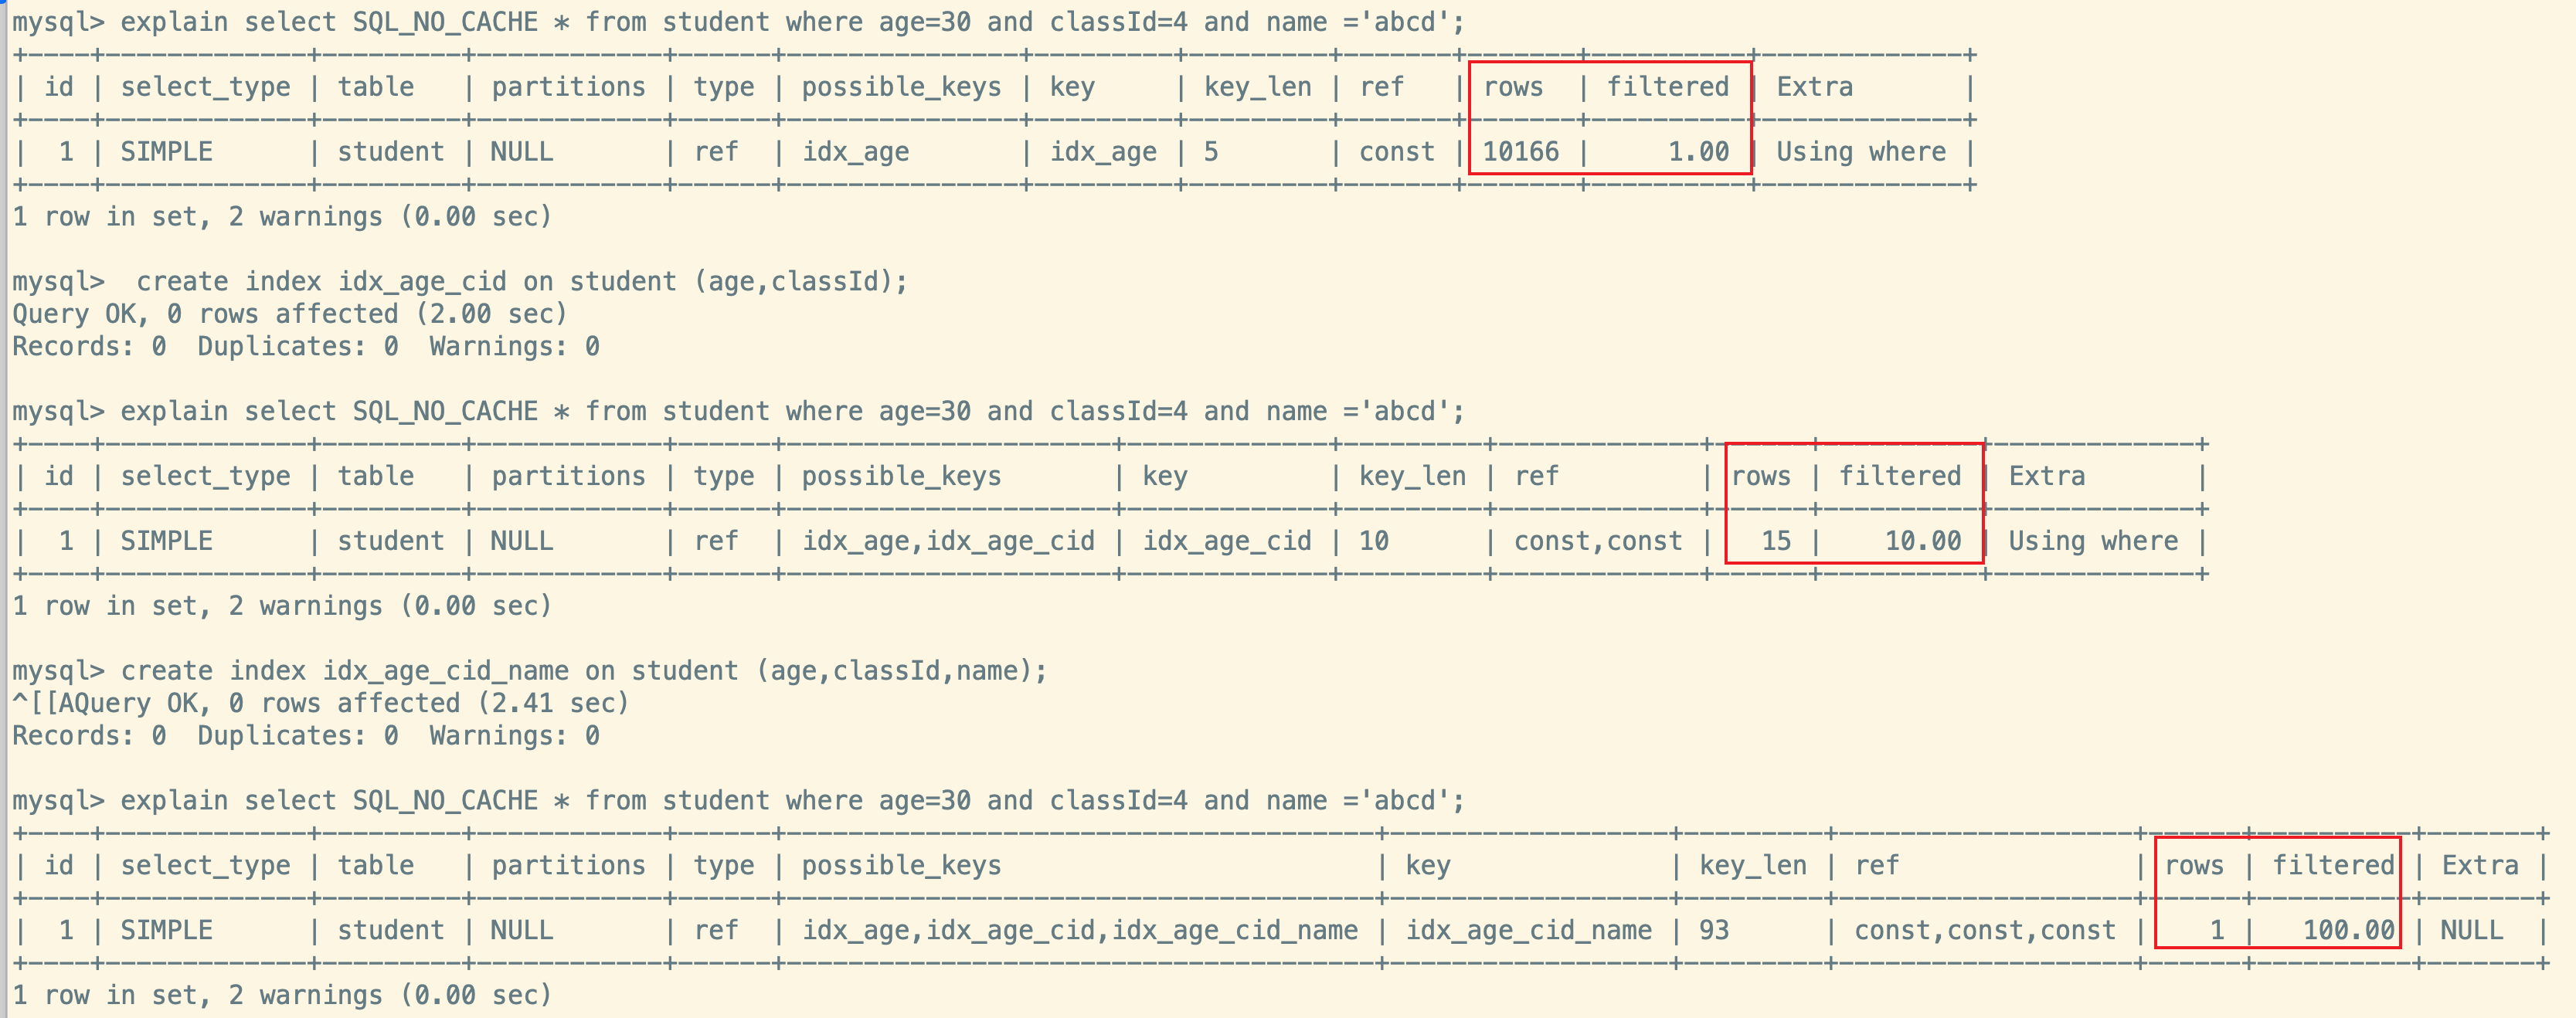 mysql> explain select SQL_NO_CACHE * from student where age=30 and classId=4 and name ='abcd';
+----+-------------+---------+------------+------+---------------+---------+---------+-------+-------+----------+-------------+
| id | select_type | table   | partitions | type | possible_keys | key     | key_len | ref   | rows  | filtered | Extra       |
+----+-------------+---------+------------+------+---------------+---------+---------+-------+-------+----------+-------------+
|  1 | SIMPLE      | student | NULL       | ref  | idx_age       | idx_age | 5       | const | 10166 |     1.00 | Using where |
+----+-------------+---------+------------+------+---------------+---------+---------+-------+-------+----------+-------------+
1 row in set, 2 warnings (0.00 sec)

mysql>  create index idx_age_cid on student (age,classId);
Query OK, 0 rows affected (2.00 sec)
Records: 0  Duplicates: 0  Warnings: 0

mysql> explain select SQL_NO_CACHE * from student where age=30 and classId=4 and name ='abcd';
+----+-------------+---------+------------+------+---------------------+-------------+---------+-------------+------+----------+-------------+
| id | select_type | table   | partitions | type | possible_keys       | key         | key_len | ref         | rows | filtered | Extra       |
+----+-------------+---------+------------+------+---------------------+-------------+---------+-------------+------+----------+-------------+
|  1 | SIMPLE      | student | NULL       | ref  | idx_age,idx_age_cid | idx_age_cid | 10      | const,const |   15 |    10.00 | Using where |
+----+-------------+---------+------------+------+---------------------+-------------+---------+-------------+------+----------+-------------+
1 row in set, 2 warnings (0.00 sec)

mysql> create index idx_age_cid_name on student (age,classId,name);
^[[AQuery OK, 0 rows affected (2.41 sec)
Records: 0  Duplicates: 0  Warnings: 0

mysql> explain select SQL_NO_CACHE * from student where age=30 and classId=4 and name ='abcd';
+----+-------------+---------+------------+------+--------------------------------------+------------------+---------+-------------------+------+----------+-------+
| id | select_type | table   | partitions | type | possible_keys                        | key              | key_len | ref               | rows | filtered | Extra |
+----+-------------+---------+------------+------+--------------------------------------+------------------+---------+-------------------+------+----------+-------+
|  1 | SIMPLE      | student | NULL       | ref  | idx_age,idx_age_cid,idx_age_cid_name | idx_age_cid_name | 93      | const,const,const |    1 |   100.00 | NULL  |
+----+-------------+---------+------------+------+--------------------------------------+------------------+---------+-------------------+------+----------+-------+
1 row in set, 2 warnings (0.00 sec)